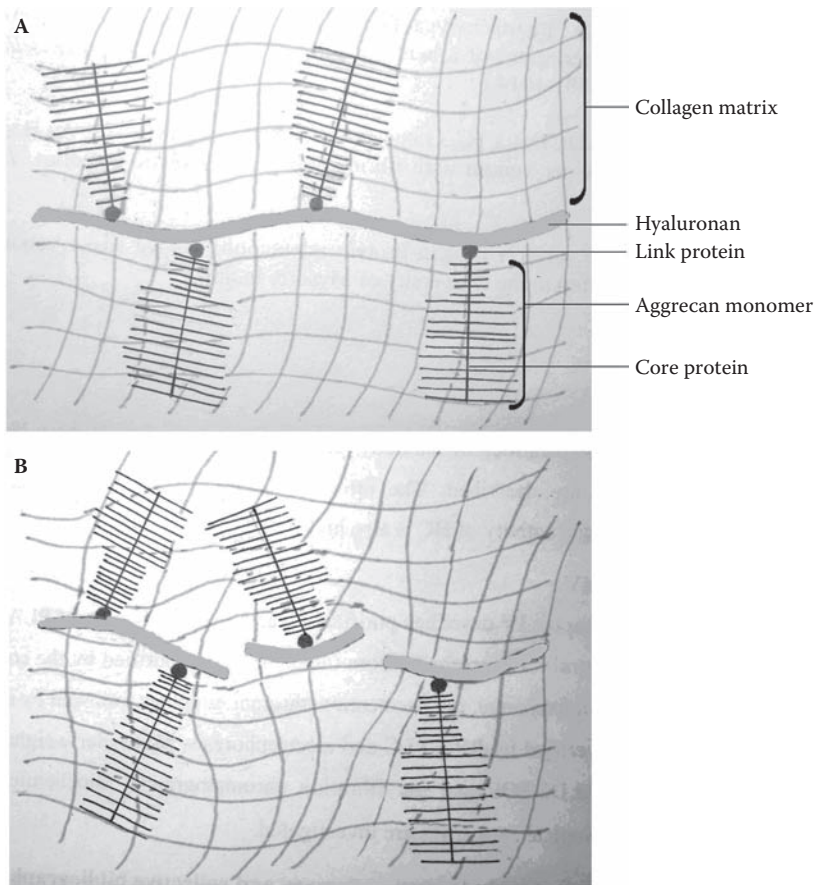 A
Collagen matrix
Hyaluronan
Link protein
Aggrecan monomer
Core protein
B